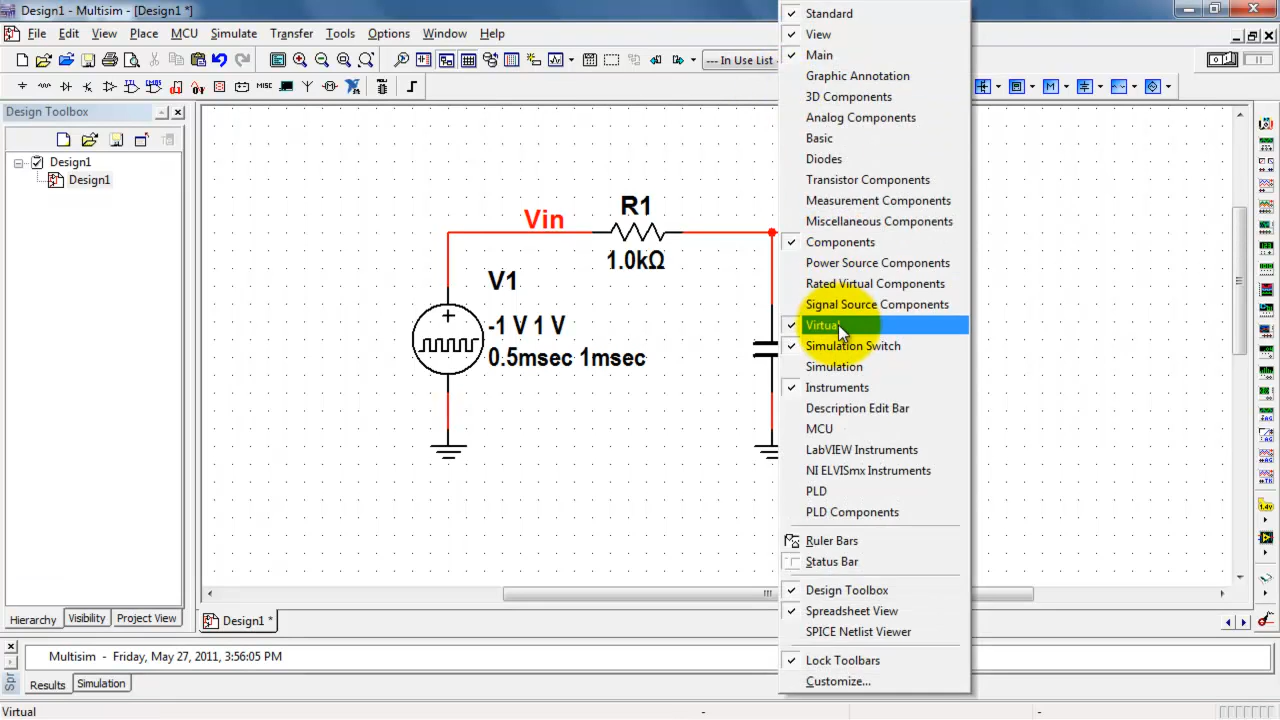 Design1 - Multisim - [Design1 *]
File Edit View Place MCU Simulate Transfer Tools Options Window Help
--- In Use List -
MISC
M
Design Toolbox
Design1
Design1
Hierarchy Visibility Project View
Vin
R1
1.0kΩ
V1
-1 V 1 V
0.5msec 1msec
Standard
View
Main
Graphic Annotation
3D Components
Analog Components
Basic
Diodes
Transistor Components
Measurement Components
Miscellaneous Components
Components
Power Source Components
Rated Virtual Components
Signal Source Components
Virtual
Simulation Switch
Simulation
Instruments
Description Edit Bar
MCU
LabVIEW Instruments
NI ELVISmx Instruments
PLD
PLD Components
Ruler Bars
Status Bar
Design Toolbox
Spreadsheet View
SPICE Netlist Viewer
Lock Toolbars
Customize...
1.4v
Design1 *
Spr
Multisim - Friday, May 27, 2011, 3:56:05 PM
Results Simulation
Virtual - -